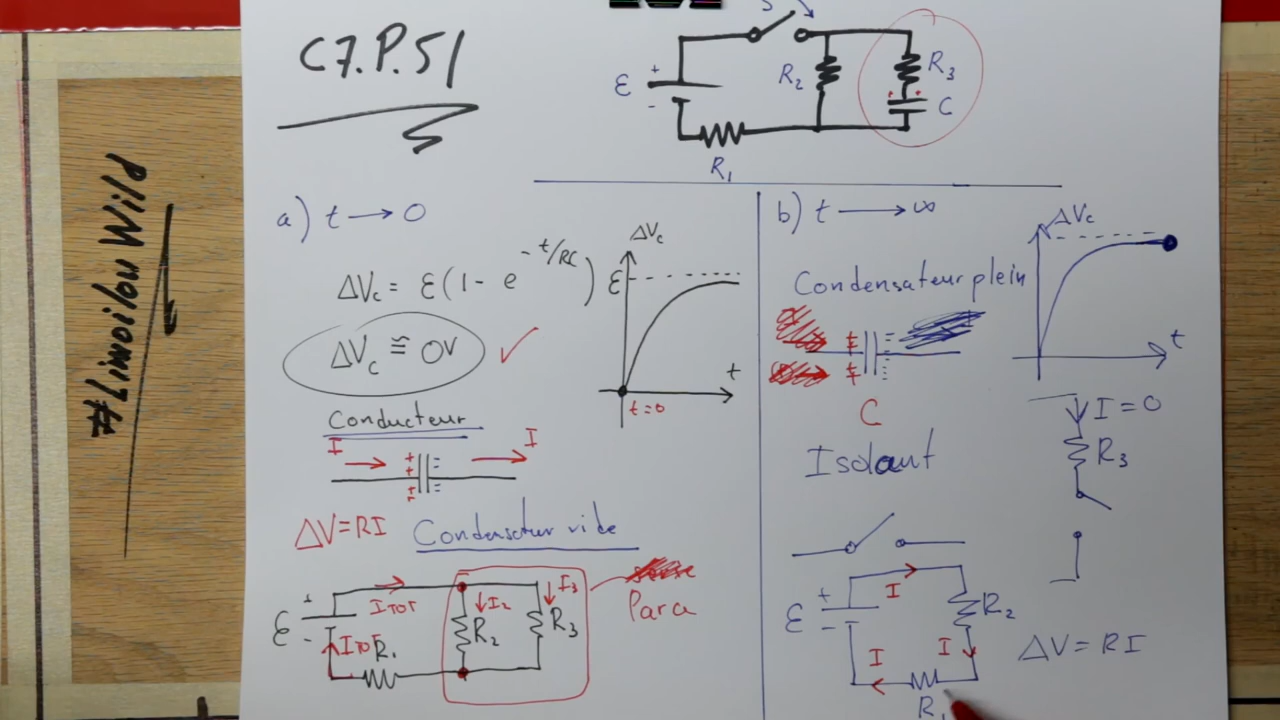 C7.P.51
#Limoilou Wild
S
ε
+
-
R2
R3
C
R1
a) t → 0
ΔVc = ε(1 - e^-t/RC)
ΔVc ≅ 0V
ΔVc
ε
t
t=0
Conducteur
I
I
ΔV=RI
Condensateur vide
ε
+
-
ITOT
ITOT
R1
I2
R2
I3
R3
Para
b) t → ∞
ΔVc
t
Condensateur plein
C
Isolant
I = 0
R3
ε
+
-
I
R2
I
I
R1
ΔV = RI